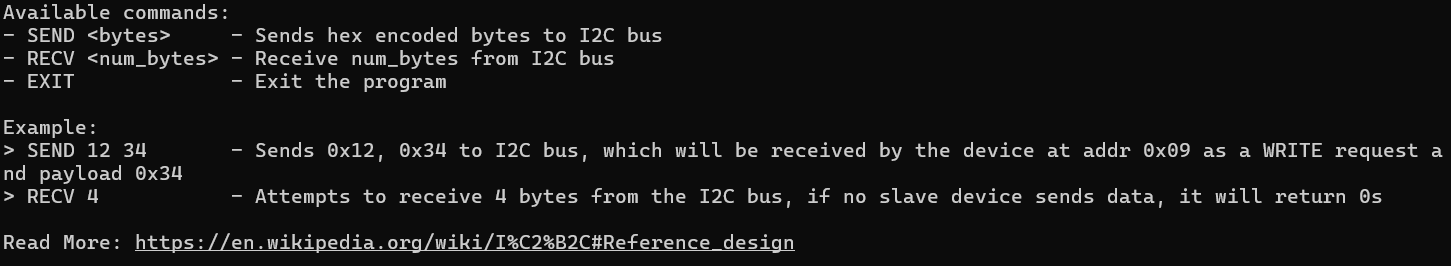 Available commands:
- SEND <bytes>     - Sends hex encoded bytes to I2C bus
- RECV <num_bytes> - Receive num_bytes from I2C bus
- EXIT             - Exit the program

Example:
> SEND 12 34       - Sends 0x12, 0x34 to I2C bus, which will be received by the device at addr 0x09 as a WRITE request a
nd payload 0x34
> RECV 4           - Attempts to receive 4 bytes from the I2C bus, if no slave device sends data, it will return 0s

Read More: https://en.wikipedia.org/wiki/I%C2%B2C#Reference_design